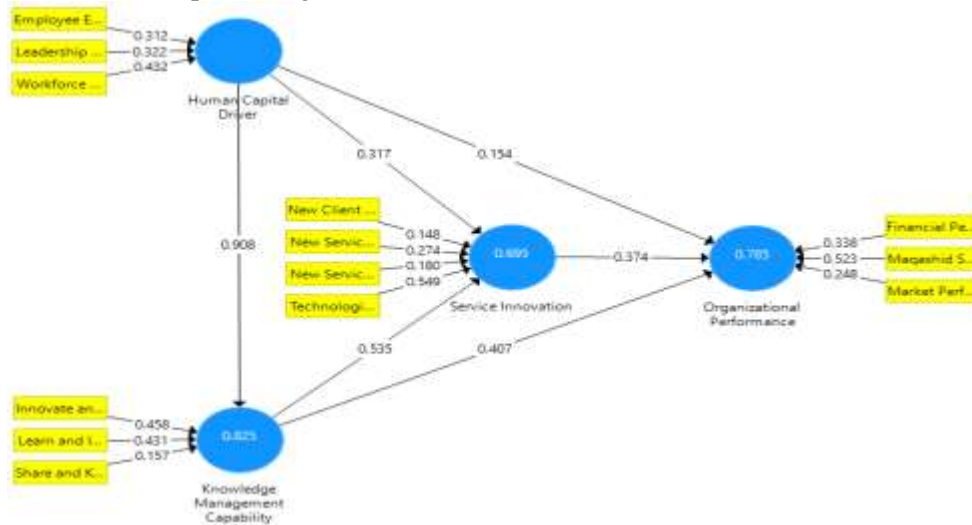 Employee E...
0.312
Leadership ...
0.322
Workforce ...
0.432
Human Capital
Driver
0.317
0.154
0.908
New Client ...
0.148
New Servic...
0.274
New Servic...
0.180
Technologi...
0.549
0.695
Service Innovation
0.374
0.785
Organizational
Performance
0.338
Financial Pe...
0.523
Maqashid S...
0.248
Market Perf...
0.535
0.407
Innovate an...
0.458
Learn and I...
0.431
Share and K...
0.157
0.825
Knowledge
Management
Capability